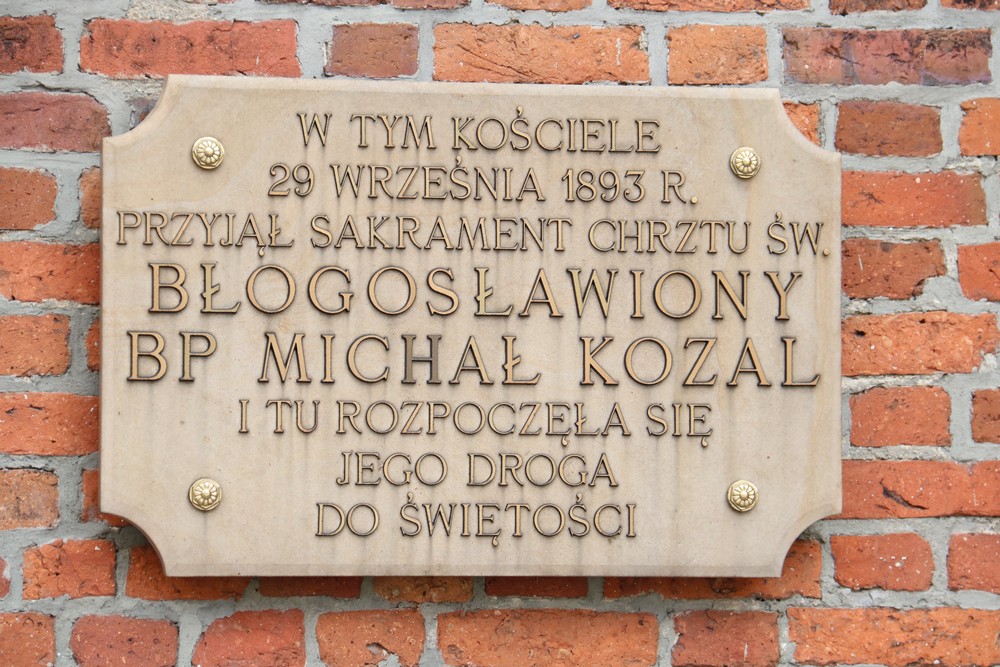 W TYM KOŚCIELE
29 WRZEŚNIA 1893 R.
PRZYJĄŁ SAKRAMENT CHRZTU ŚW.
BŁOGOSŁAWIONY
BP MICHAŁ KOZAL
I TU ROZPOCZĘŁA SIĘ
JEGO DROGA
DO ŚWIĘTOŚCI